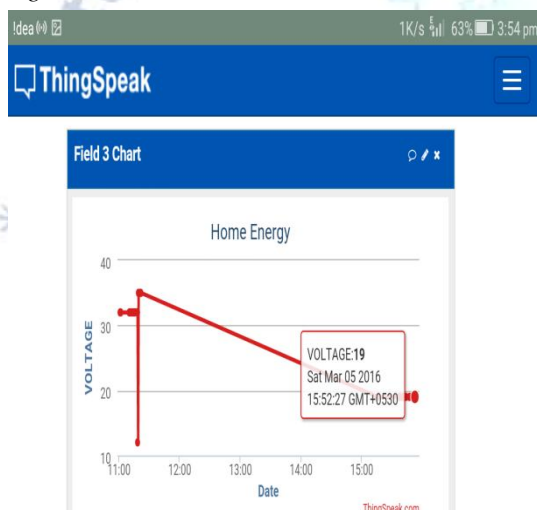 !dea 1K/s 63% 3:54 pm
ThingSpeak
Field 3 Chart
Home Energy
40
30
20
10
VOLTAGE
VOLTAGE:19
Sat Mar 05 2016
15:52:27 GMT+0530
11:00 12:00 13:00 14:00 15:00
Date
ThingSpeak.com